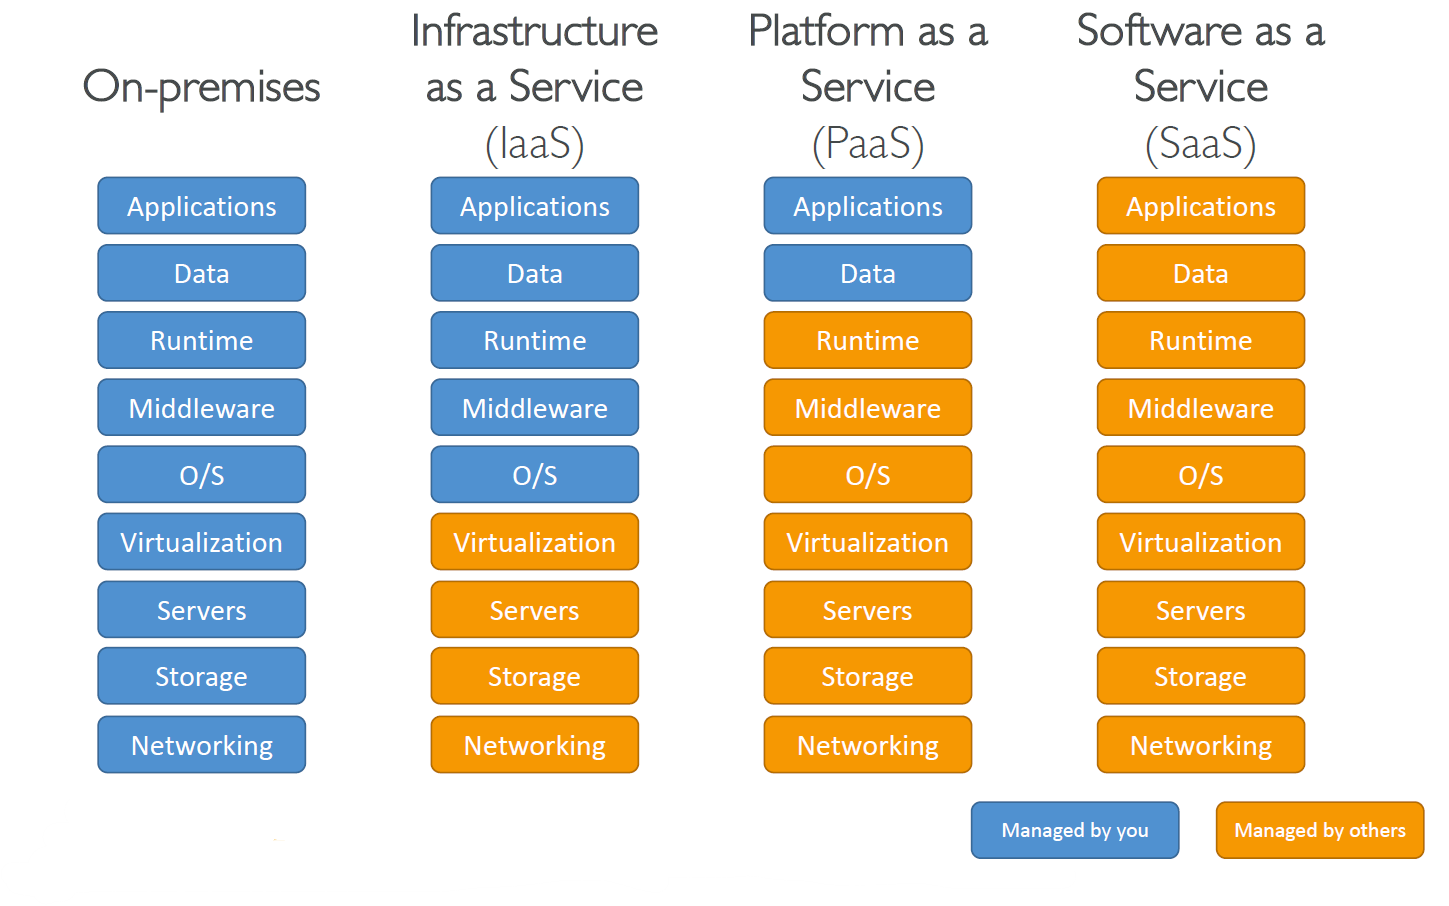 On-premises
Infrastructure
as a Service
(IaaS)
Platform as a
Service
(PaaS)
Software as a
Service
(SaaS)
Applications
Data
Runtime
Middleware
O/S
Virtualization
Servers
Storage
Networking
Applications
Data
Runtime
Middleware
O/S
Virtualization
Servers
Storage
Networking
Applications
Data
Runtime
Middleware
O/S
Virtualization
Servers
Storage
Networking
Applications
Data
Runtime
Middleware
O/S
Virtualization
Servers
Storage
Networking
Managed by you
Managed by others